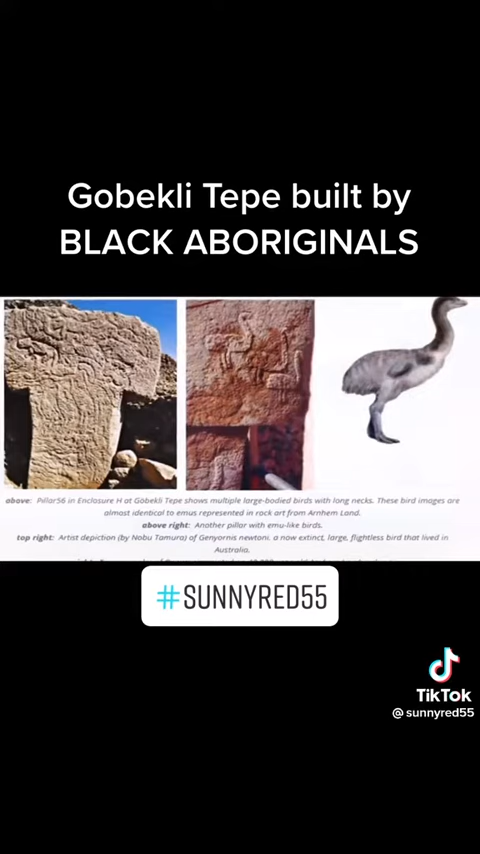 Gobekli Tepe built by
BLACK ABORIGINALS
above: Pillar56 in Enclosure H at Göbekli Tepe shows multiple large-bodied birds with long necks. These bird images are
almost identical to emus represented in rock art from Arnhem Land.
above right: Another pillar with emu-like birds.
top right: Artist depiction (by Nobu Tamura) of Genyornis newtoni. a now extinct, large, flightless bird that lived in
Australia.
#SUNNYRED55
TikTok
@sunnyred55